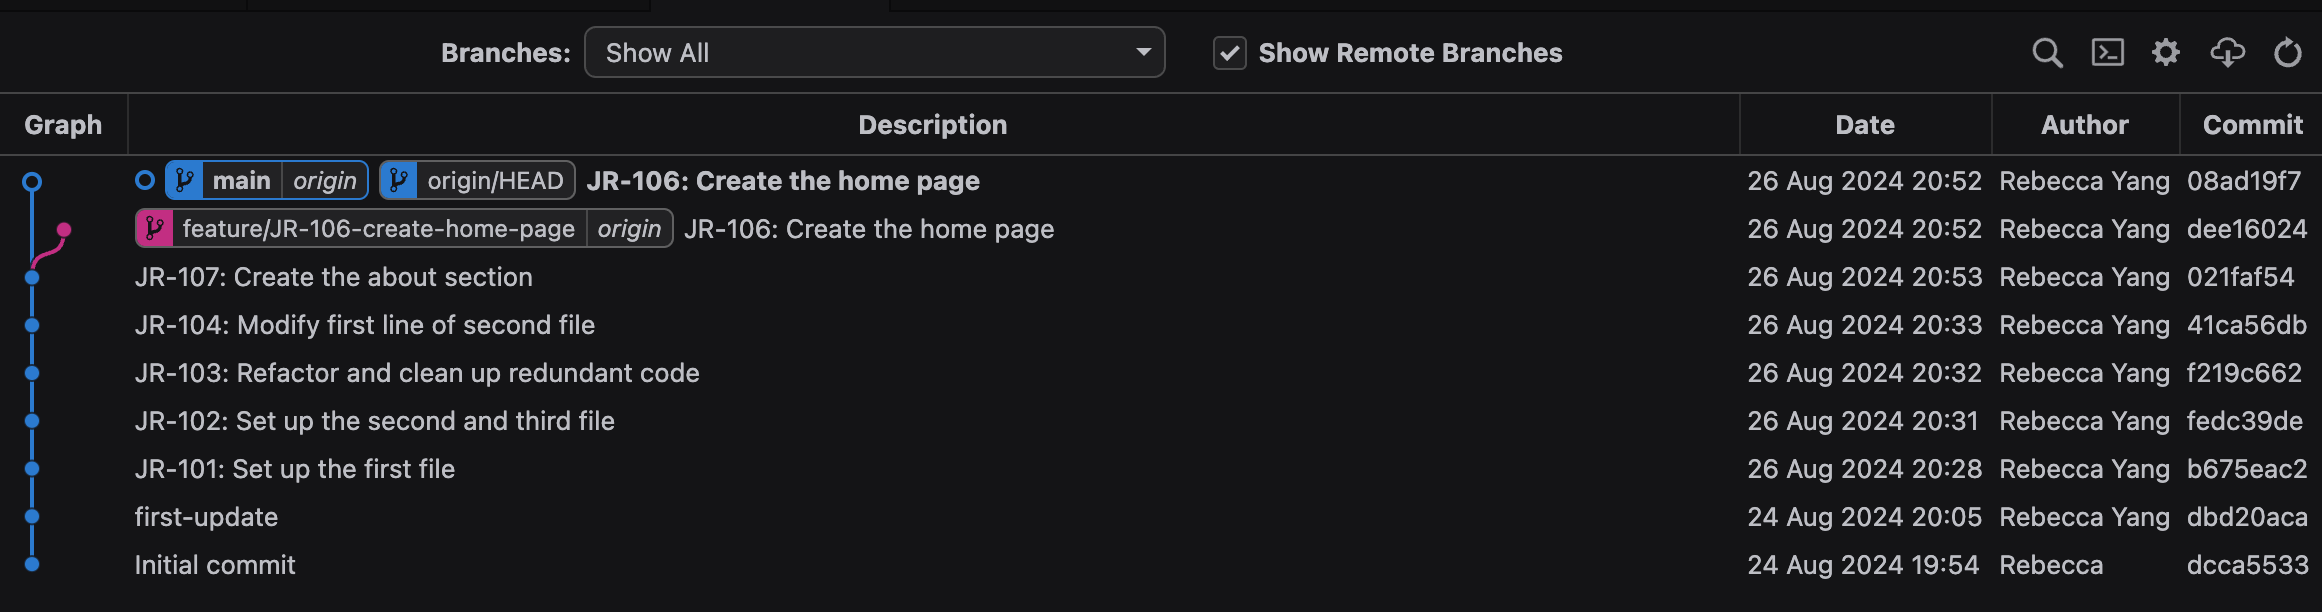 Branches: Show All Show Remote Branches
Graph Description Date Author Commit
main origin origin/HEAD JR-106: Create the home page 26 Aug 2024 20:52 Rebecca Yang 08ad19f7
feature/JR-106-create-home-page origin JR-106: Create the home page 26 Aug 2024 20:52 Rebecca Yang dee16024
JR-107: Create the about section 26 Aug 2024 20:53 Rebecca Yang 021faf54
JR-104: Modify first line of second file 26 Aug 2024 20:33 Rebecca Yang 41ca56db
JR-103: Refactor and clean up redundant code 26 Aug 2024 20:32 Rebecca Yang f219c662
JR-102: Set up the second and third file 26 Aug 2024 20:31 Rebecca Yang fedc39de
JR-101: Set up the first file 26 Aug 2024 20:28 Rebecca Yang b675eac2
first-update 24 Aug 2024 20:05 Rebecca Yang dbd20aca
Initial commit 24 Aug 2024 19:54 Rebecca dcca5533